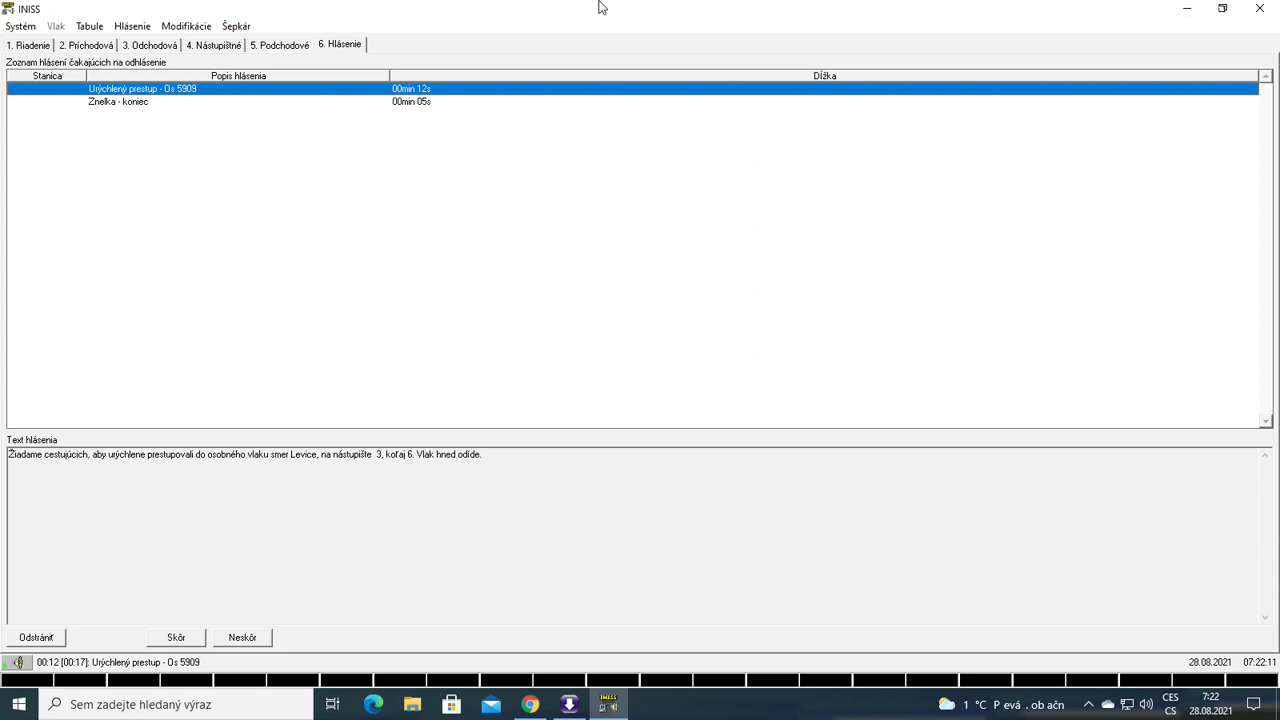 INISS
Systém Vlak Tabule Hlásenie Modifikácie Šepkár
1. Riadenie 2. Príchodová 3. Odchodová 4. Nástupištné 5. Podchodové 6. Hlásenie
Zoznam hlásení čakajúcich na odhlásenie
Stanica Popis hlásenia Dĺžka
Urýchlený prestup - Os 5909 00min 12s
Znelka - koniec 00min 05s
Text hlásenia
Žiadame cestujúcich, aby urýchlene prestupovali do osobného vlaku smer Levice, na nástupište 3, koľaj 6. Vlak hneď odíde.
Odstrániť Skôr Neskôr
00:12 [00:17]: Urýchlený prestup - Os 5909 28.08.2021 07:22:11
Sem zadejte hledaný výraz 1 °C P evá . ob ačn CES 7:22
CS 28.08.2021